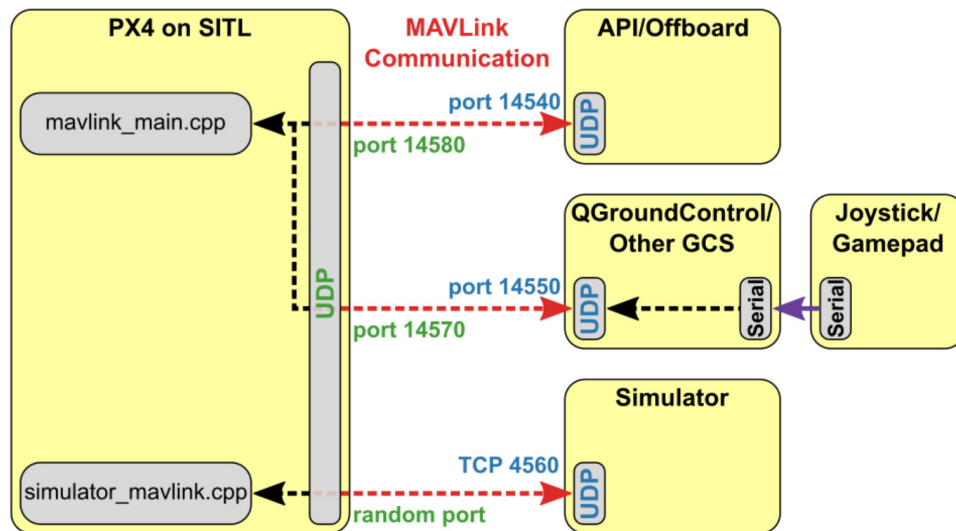 PX4 on SITL
mavlink_main.cpp
simulator_mavlink.cpp
UDP
MAVLink
Communication
port 14540
port 14580
port 14550
port 14570
TCP 4560
random port
API/Offboard
UDP
QGroundControl/
Other GCS
UDP
Serial
Joystick/
Gamepad
Serial
Simulator
UDP